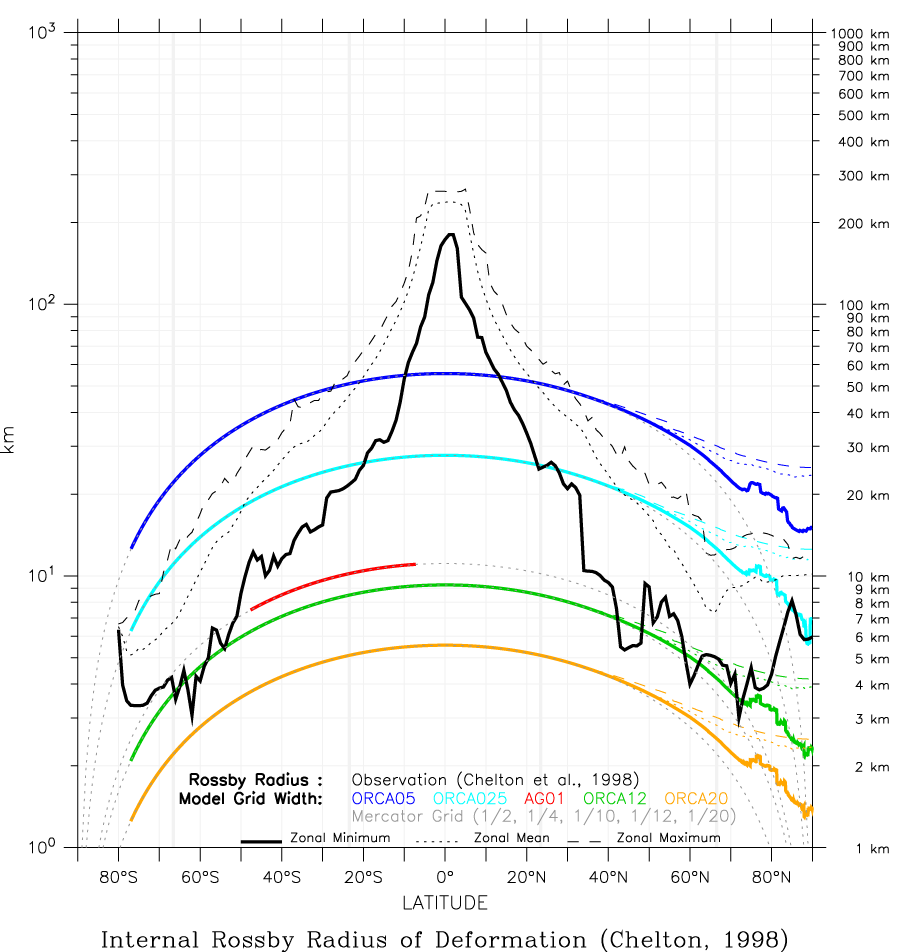 10³
10²
10¹
10⁰
km
1000 km
900 km
800 km
700 km
600 km
500 km
400 km
300 km
200 km
100 km
90 km
80 km
70 km
60 km
50 km
40 km
30 km
20 km
10 km
9 km
8 km
7 km
6 km
5 km
4 km
3 km
2 km
1 km
Rossby Radius : Observation (Chelton et al., 1998)
Model Grid Width: ORCA05 ORCA025 AG01 ORCA12 ORCA20
Mercator Grid (1/2, 1/4, 1/10, 1/12, 1/20)
Zonal Minimum Zonal Mean Zonal Maximum
80°S 60°S 40°S 20°S 0° 20°N 40°N 60°N 80°N
LATITUDE
Internal Rossby Radius of Deformation (Chelton, 1998)